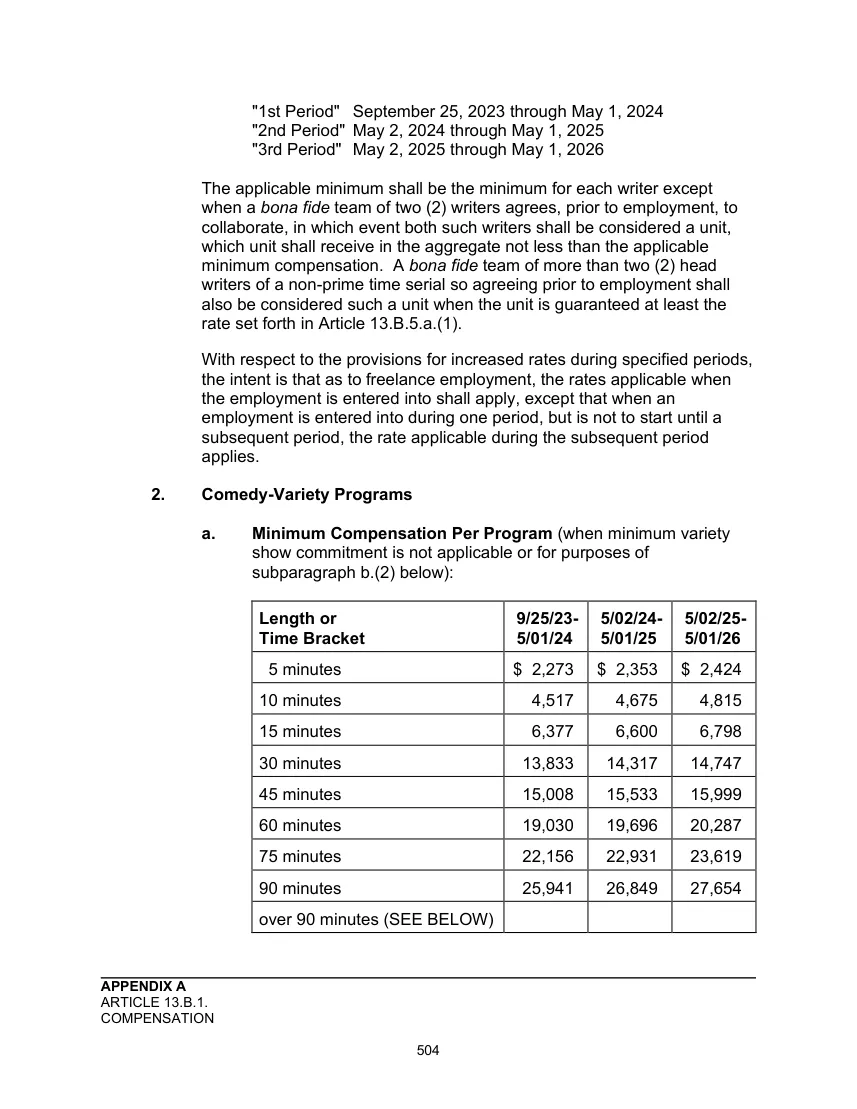 "1st Period" September 25, 2023 through May 1, 2024
"2nd Period" May 2, 2024 through May 1, 2025
"3rd Period" May 2, 2025 through May 1, 2026
The applicable minimum shall be the minimum for each writer except
when a bona fide team of two (2) writers agrees, prior to employment, to
collaborate, in which event both such writers shall be considered a unit,
which unit shall receive in the aggregate not less than the applicable
minimum compensation. A bona fide team of more than two (2) head
writers of a non-prime time serial so agreeing prior to employment shall
also be considered such a unit when the unit is guaranteed at least the
rate set forth in Article 13.B.5.a.(1).
With respect to the provisions for increased rates during specified periods,
the intent is that as to freelance employment, the rates applicable when
the employment is entered into shall apply, except that when an
employment is entered into during one period, but is not to start until a
subsequent period, the rate applicable during the subsequent period
applies.
2. Comedy-Variety Programs
a. Minimum Compensation Per Program (when minimum variety
show commitment is not applicable or for purposes of
subparagraph b.(2) below):
Length or 9/25/23- 5/02/24- 5/02/25-
Time Bracket 5/01/24 5/01/25 5/01/26
5 minutes $ 2,273 $ 2,353 $ 2,424
10 minutes 4,517 4,675 4,815
15 minutes 6,377 6,600 6,798
30 minutes 13,833 14,317 14,747
45 minutes 15,008 15,533 15,999
60 minutes 19,030 19,696 20,287
75 minutes 22,156 22,931 23,619
90 minutes 25,941 26,849 27,654
over 90 minutes (SEE BELOW)
APPENDIX A
ARTICLE 13.B.1.
COMPENSATION
504